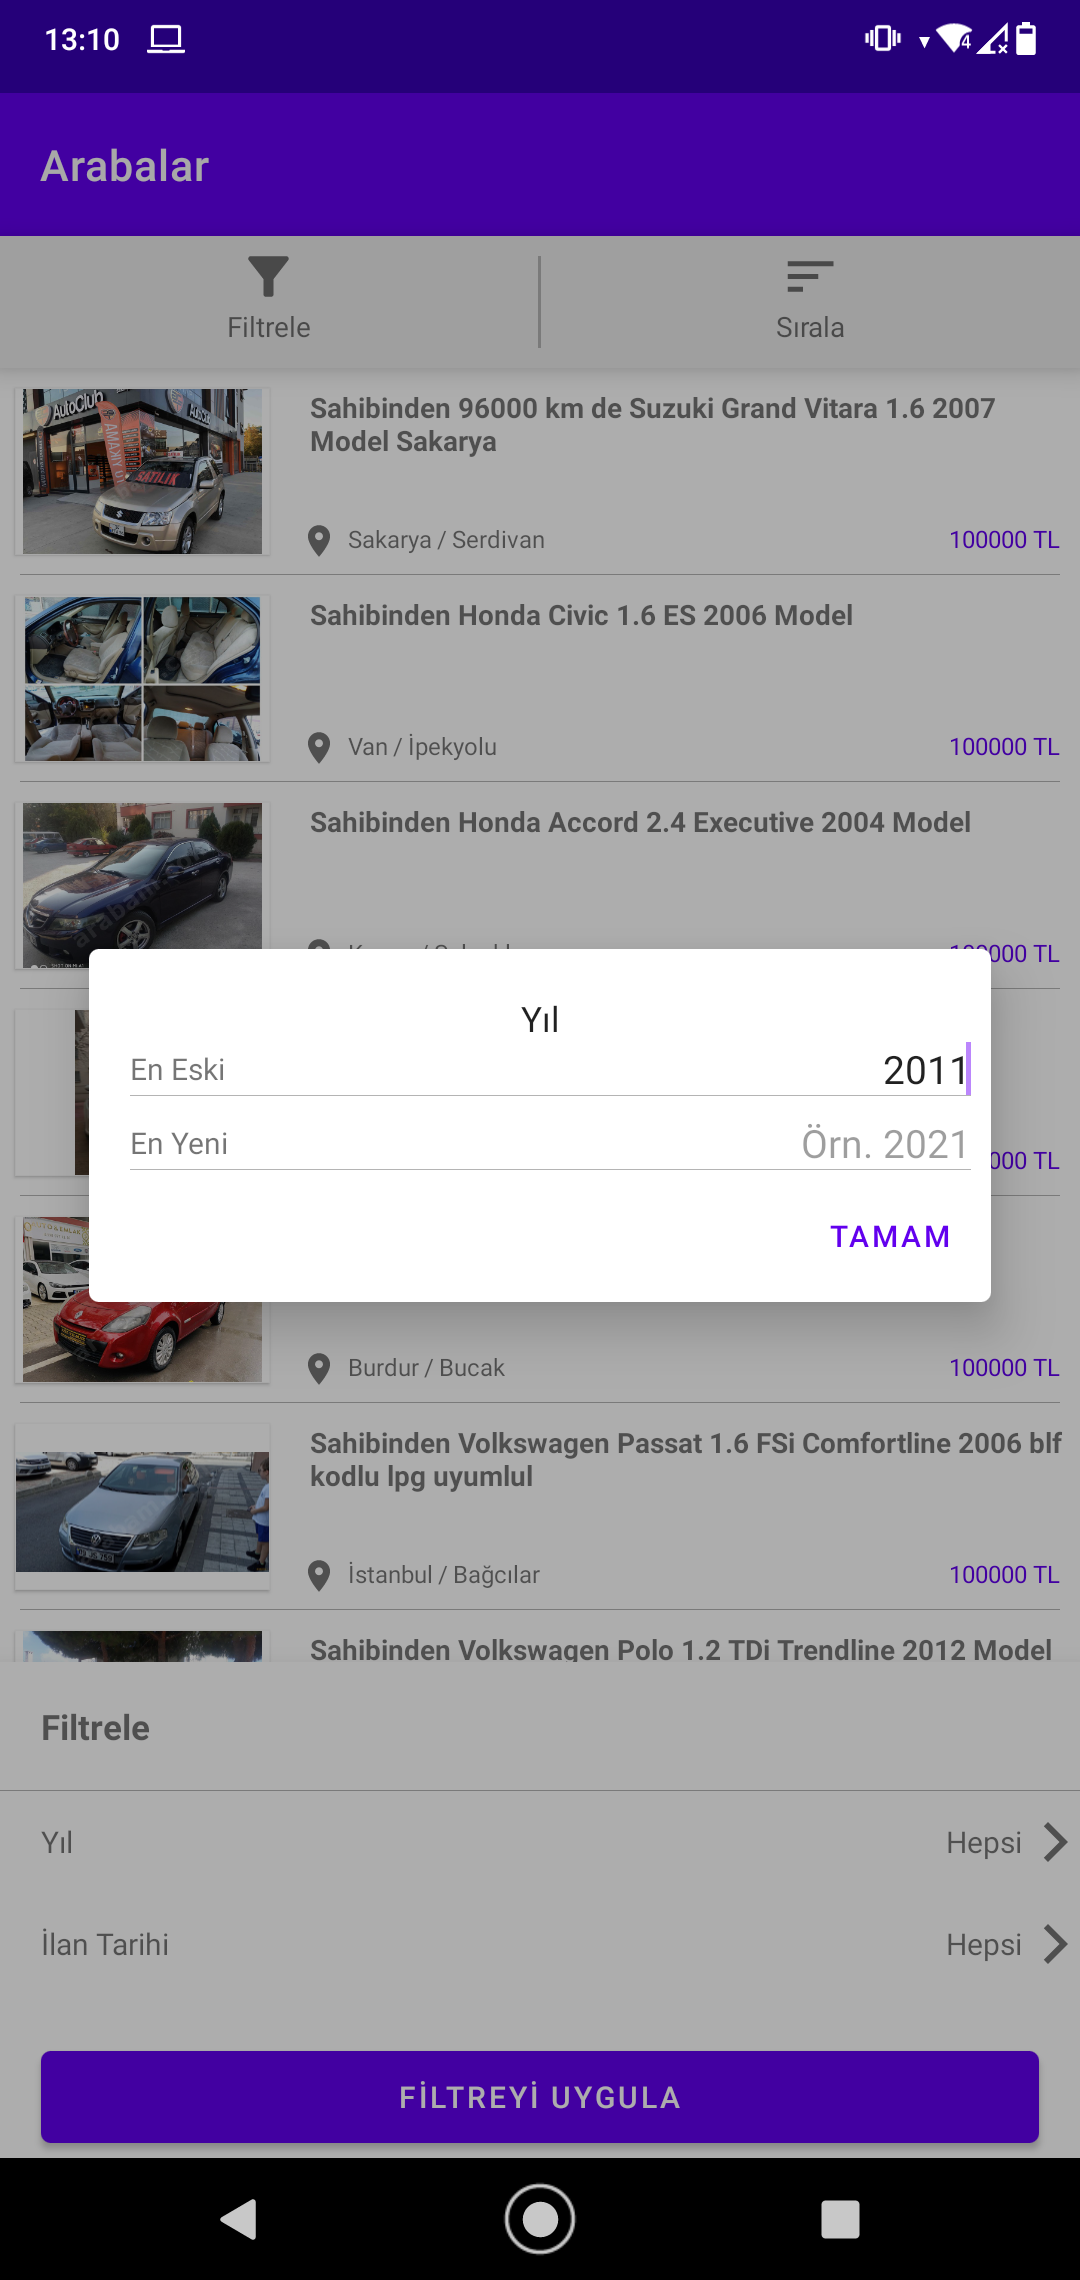 13:10
4
Arabalar
Filtrele
Sırala
AutoClub
SATILIK
Sahibinden 96000 km de Suzuki Grand Vitara 1.6 2007
Model Sakarya
Sakarya / Serdivan
100000 TL
Sahibinden Honda Civic 1.6 ES 2006 Model
Van / İpekyolu
100000 TL
Sahibinden Honda Accord 2.4 Executive 2004 Model
000 TL
Yıl
En Eski
2011
En Yeni
Örn. 2021
000 TL
TAMAM
Burdur / Bucak
100000 TL
Sahibinden Volkswagen Passat 1.6 FSi Comfortline 2006 blf
kodlu lpg uyumlul
İstanbul / Bağcılar
100000 TL
Sahibinden Volkswagen Polo 1.2 TDi Trendline 2012 Model
Filtrele
Yıl
Hepsi
İlan Tarihi
Hepsi
FİLTREYİ UYGULA